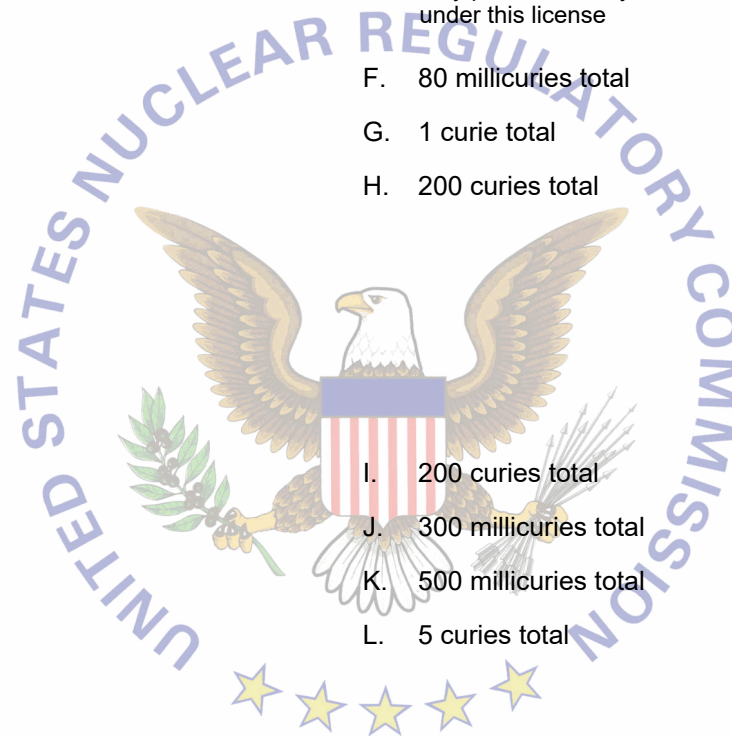 under this license
F. 80 millicuries total
G. 1 curie total
H. 200 curies total
I. 200 curies total
J. 300 millicuries total
K. 500 millicuries total
L. 5 curies total
UNITED STATES NUCLEAR REGULATORY COMMISSION